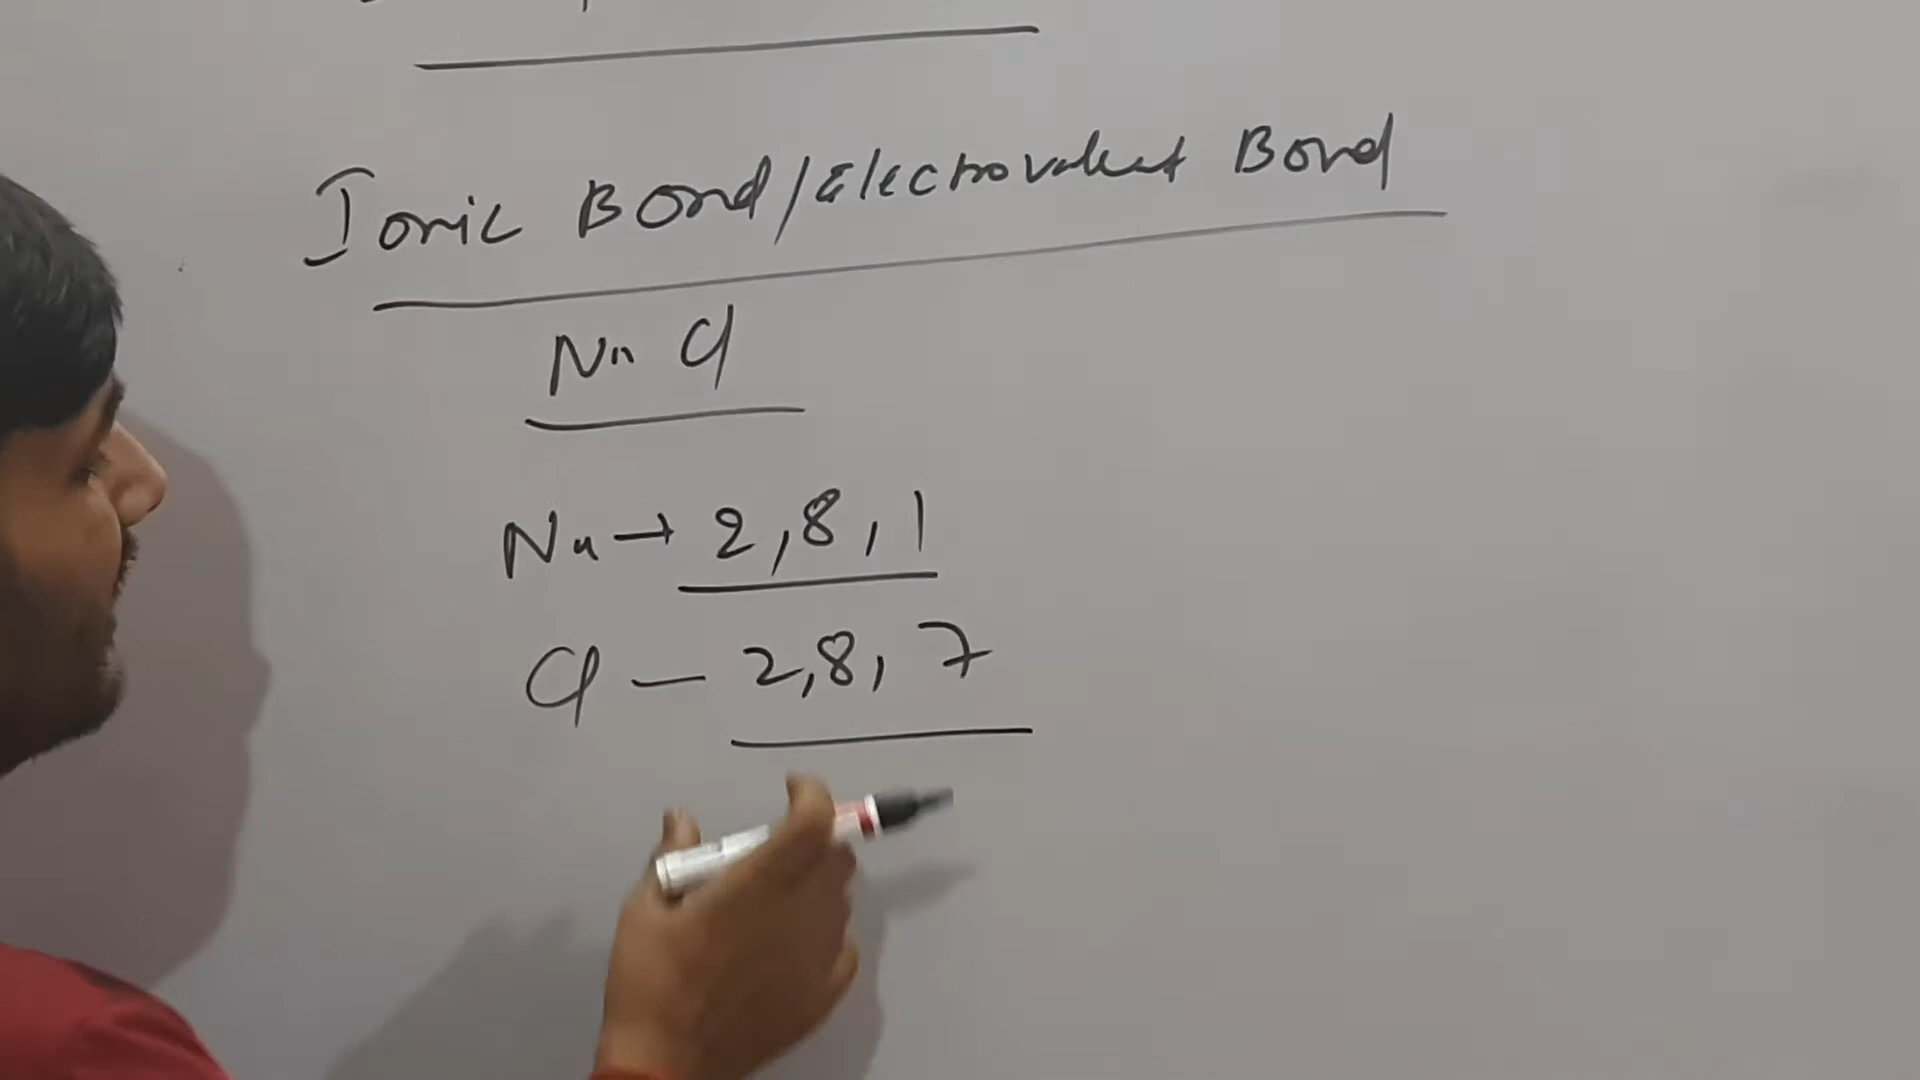 Ionic Bond/Electrovalent Bond
Na Cl
Na → 2,8,1
Cl — 2,8,7